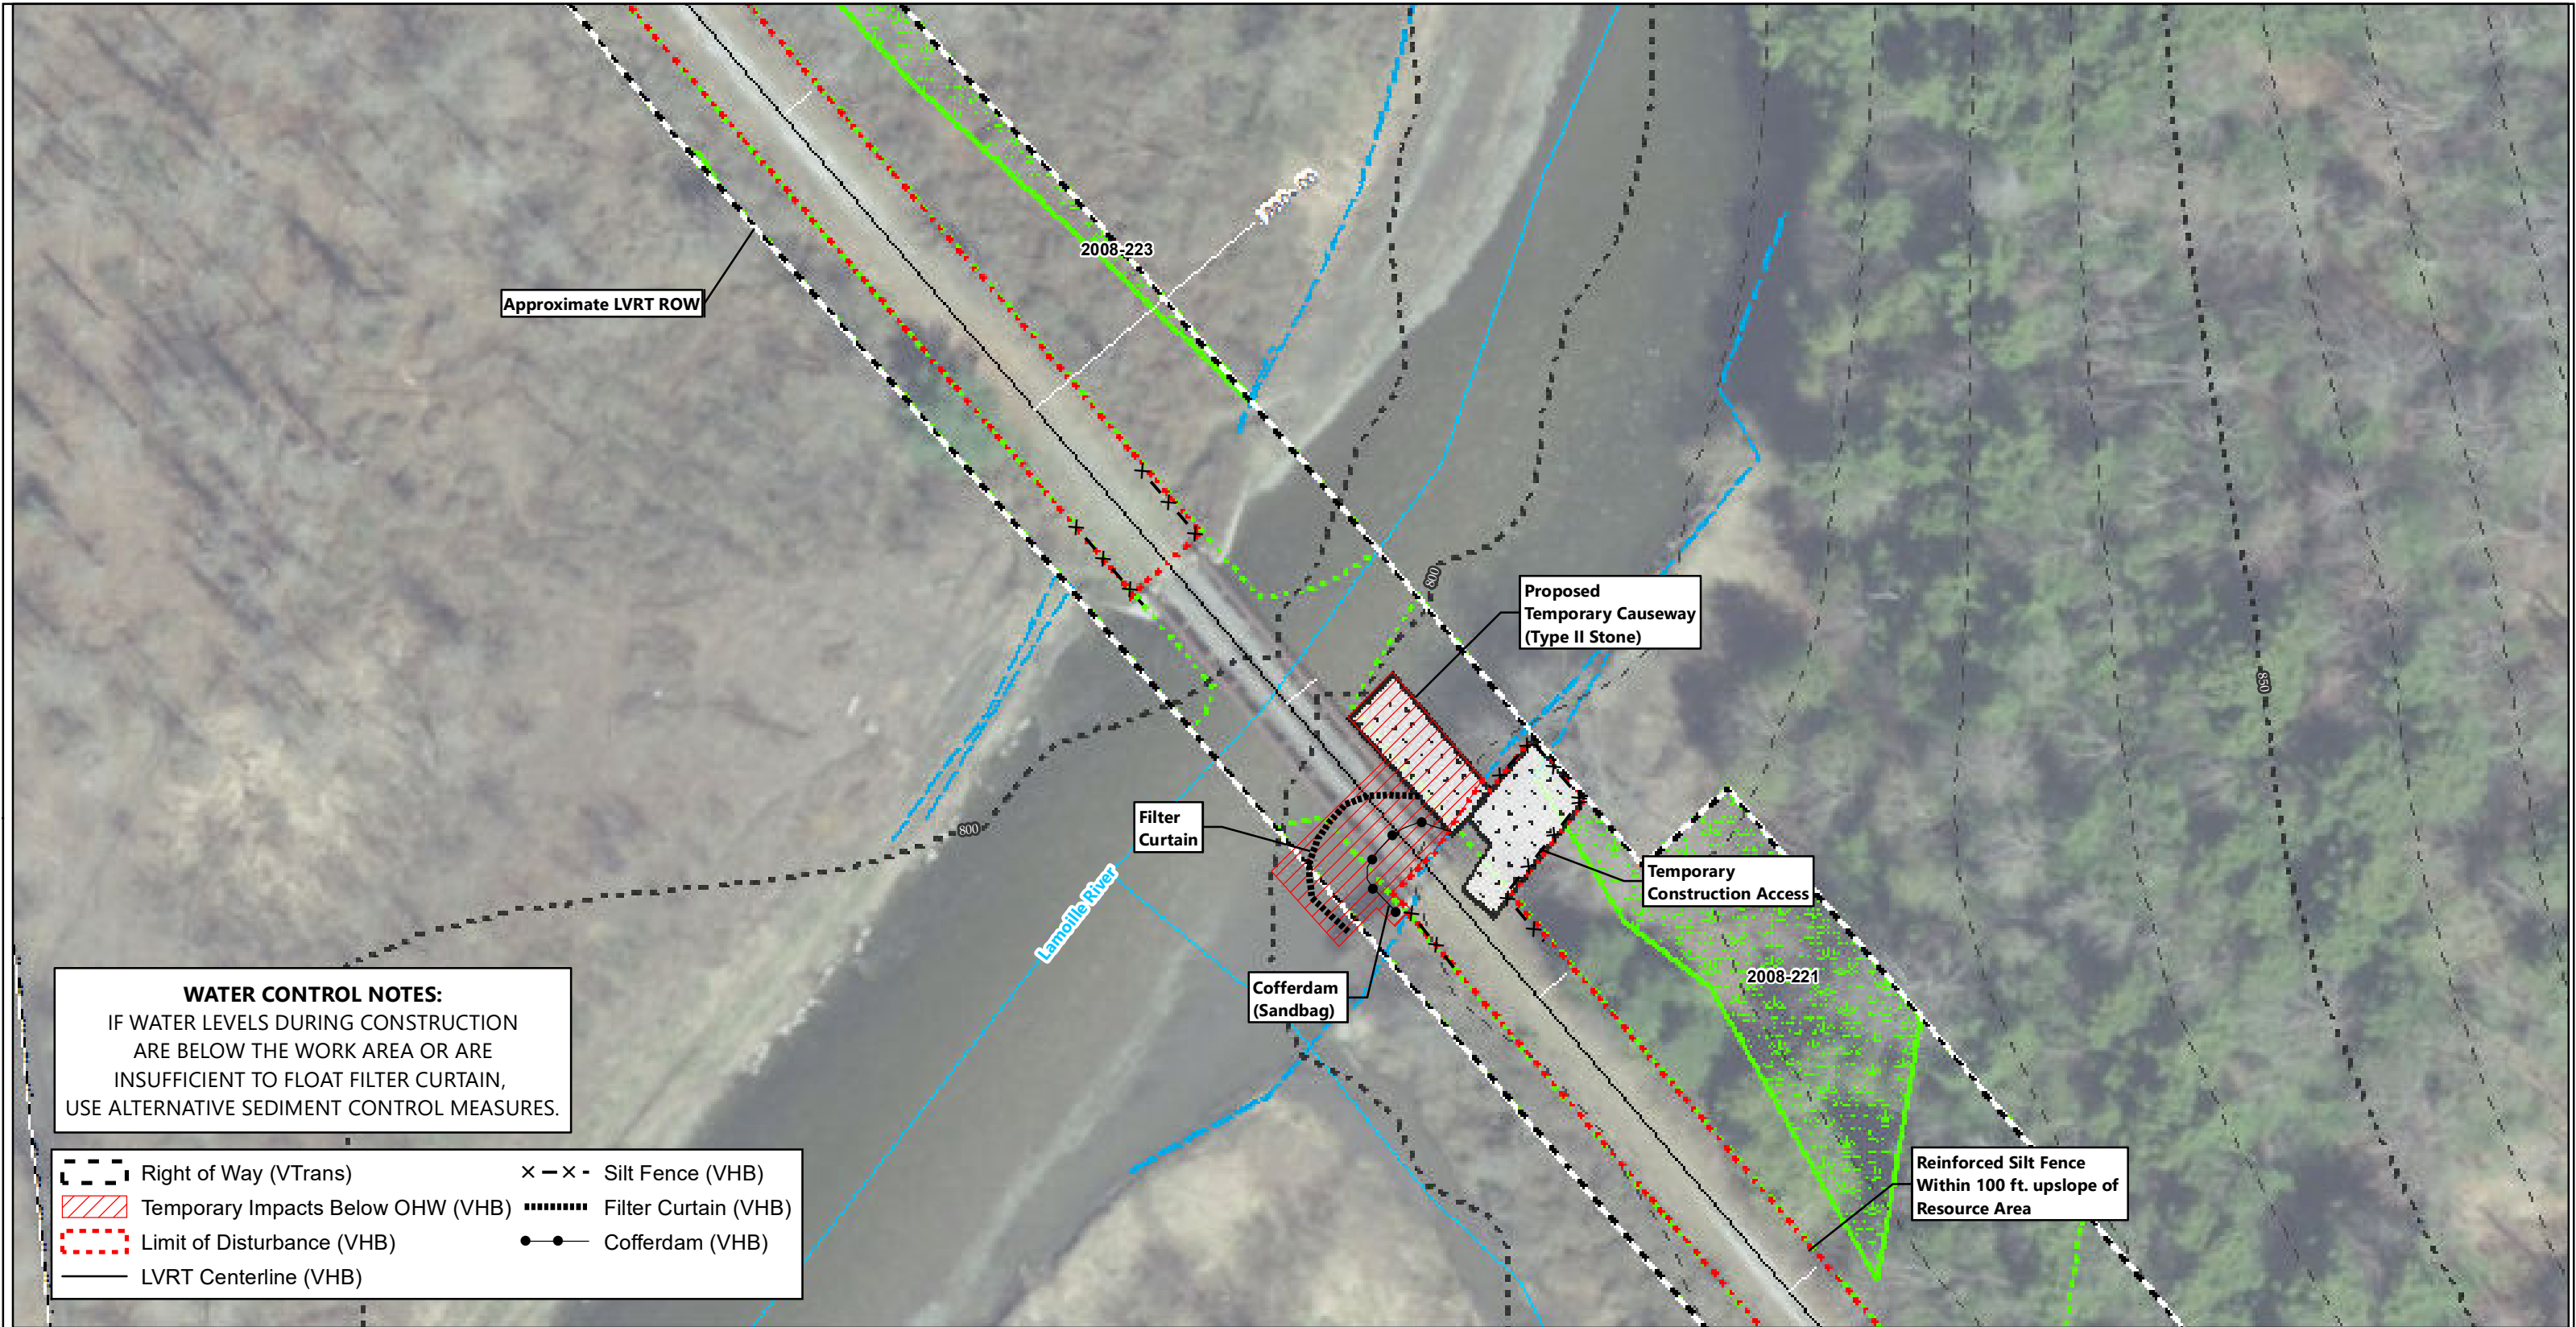 2008-223
Approximate LVRT ROW
800
Proposed
Temporary Causeway
(Type II Stone)
850
Filter
Curtain
800
Temporary
Construction Access
Lamoille River
2008-221
Cofferdam
(Sandbag)
WATER CONTROL NOTES:
IF WATER LEVELS DURING CONSTRUCTION
ARE BELOW THE WORK AREA OR ARE
INSUFFICIENT TO FLOAT FILTER CURTAIN,
USE ALTERNATIVE SEDIMENT CONTROL MEASURES.
Reinforced Silt Fence
Within 100 ft. upslope of
Resource Area
Right of Way (VTrans)
Temporary Impacts Below OHW (VHB)
Limit of Disturbance (VHB)
LVRT Centerline (VHB)
Silt Fence (VHB)
Filter Curtain (VHB)
Cofferdam (VHB)